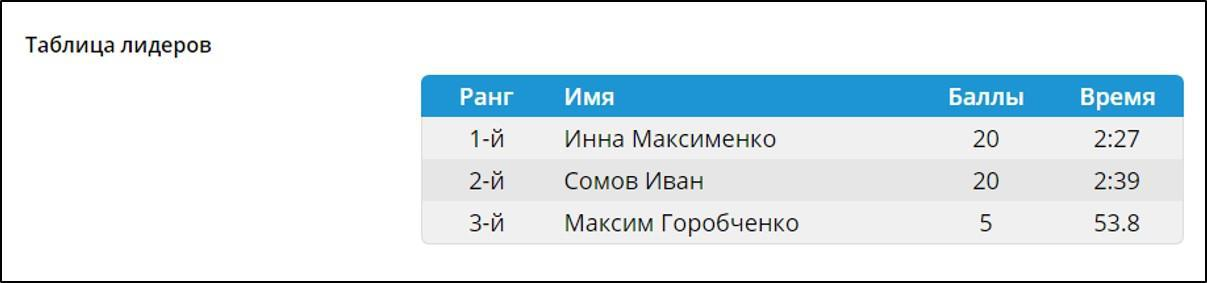 Таблица лидеров
Ранг Имя Баллы Время
1-й Инна Максименко 20 2:27
2-й Сомов Иван 20 2:39
3-й Максим Горобченко 5 53.8